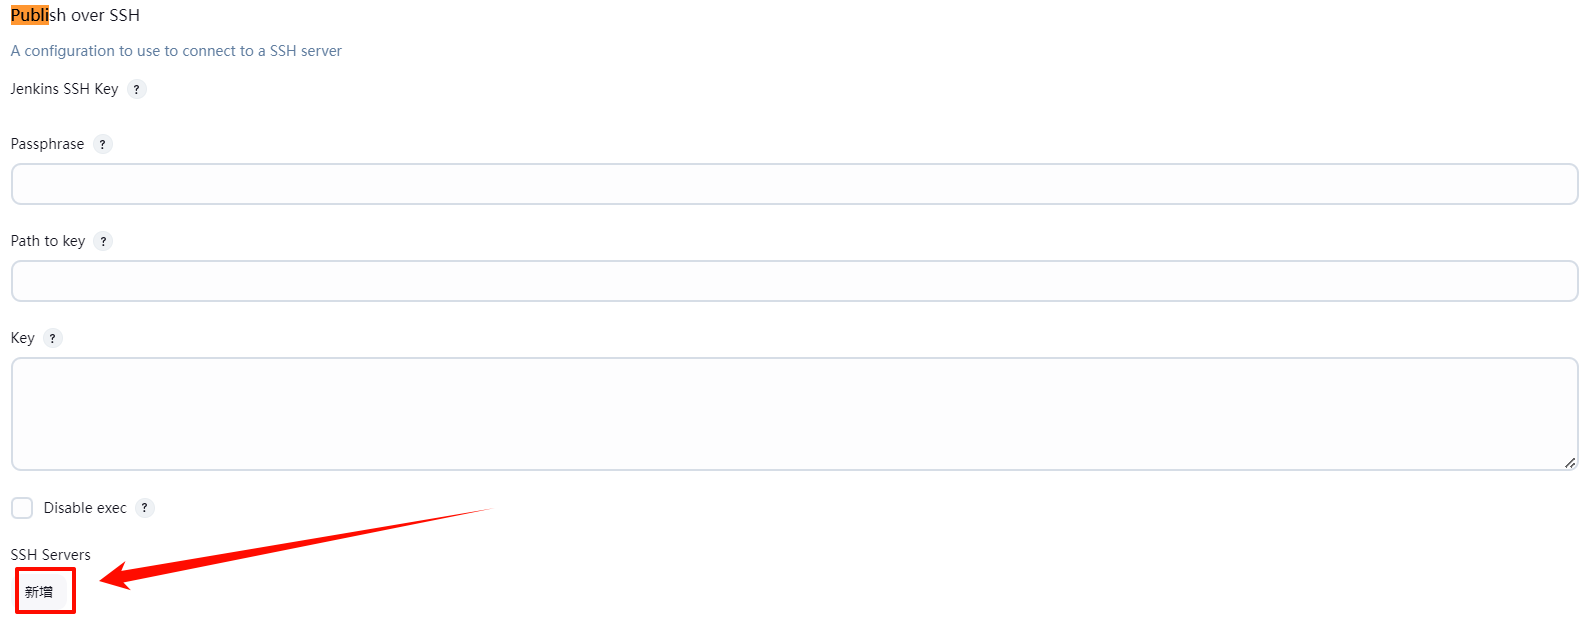 Publish over SSH
A configuration to use to connect to a SSH server
Jenkins SSH Key ?
Passphrase ?
Path to key ?
Key ?
Disable exec ?
SSH Servers
新增